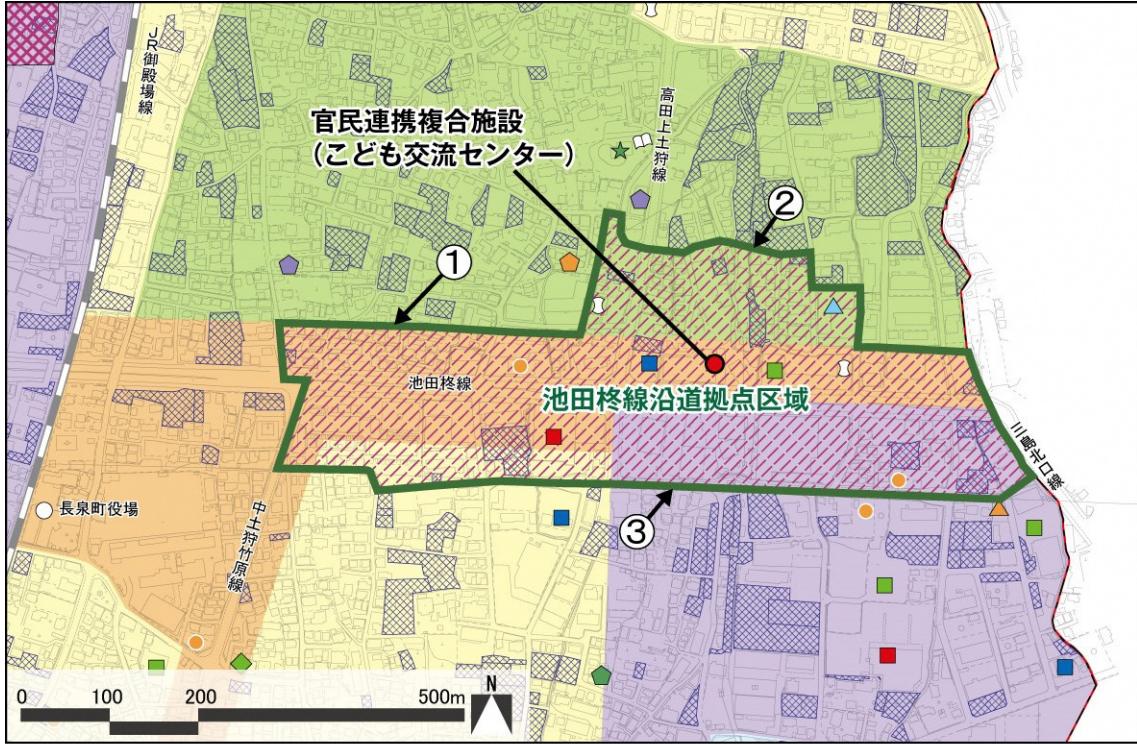 JR御殿場線
官民連携複合施設
(こども交流センター)
高田上土狩線
①
②
池田柊線
池田柊線沿道拠点区域
三島北口線
長泉町役場
中土狩竹原線
③
0 100 200 500m
N